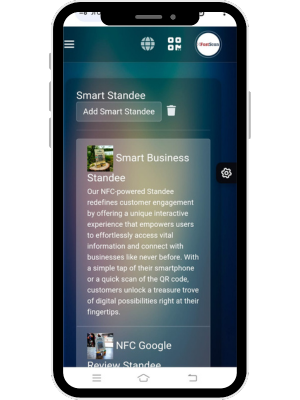 Smart Standee
Add Smart Standee
Smart Business
Standee
Our NFC-powered Standee
redefines customer engagement
by offering a unique interactive
experience that empowers users
to effortlessly access vital
information and connect with
businesses like never before. With
a simple tap of their smartphone
or a quick scan of the QR code,
customers unlock a treasure trove
of digital possibilities right at their
fingertips.
NFC Google
Review Standee